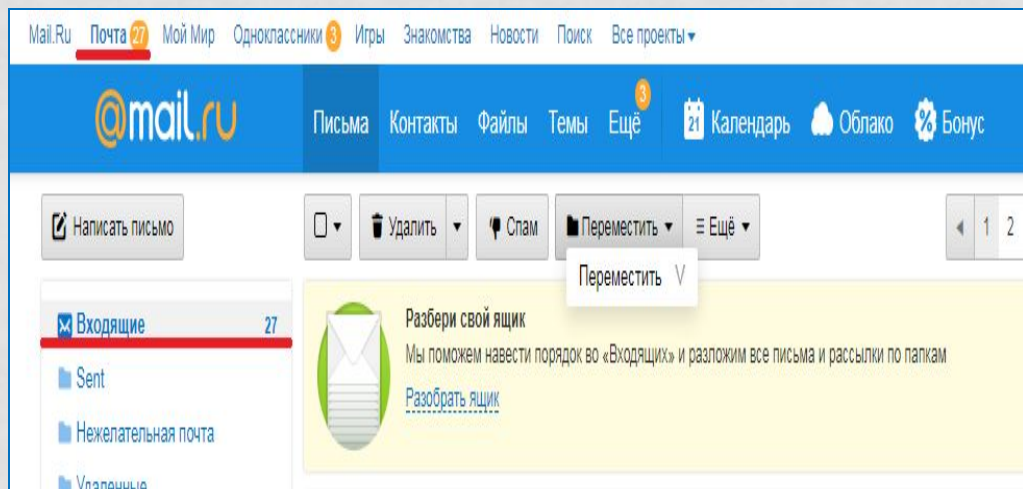 Mail.Ru Почта 27 Мой Мир Одноклассники 3 Игры Знакомства Новости Поиск Все проекты
@mail.ru Письма Контакты Файлы Темы Ещё 3 21 Календарь Облако % Бонус
Написать письмо Удалить Спам Переместить Ещё 1 2
Переместить V
Входящие 27
Разбери свой ящик
Мы поможем навести порядок во «Входящих» и разложим все письма и рассылки по папкам
Sent
Разобрать ящик
Нежелательная почта
Удаленные